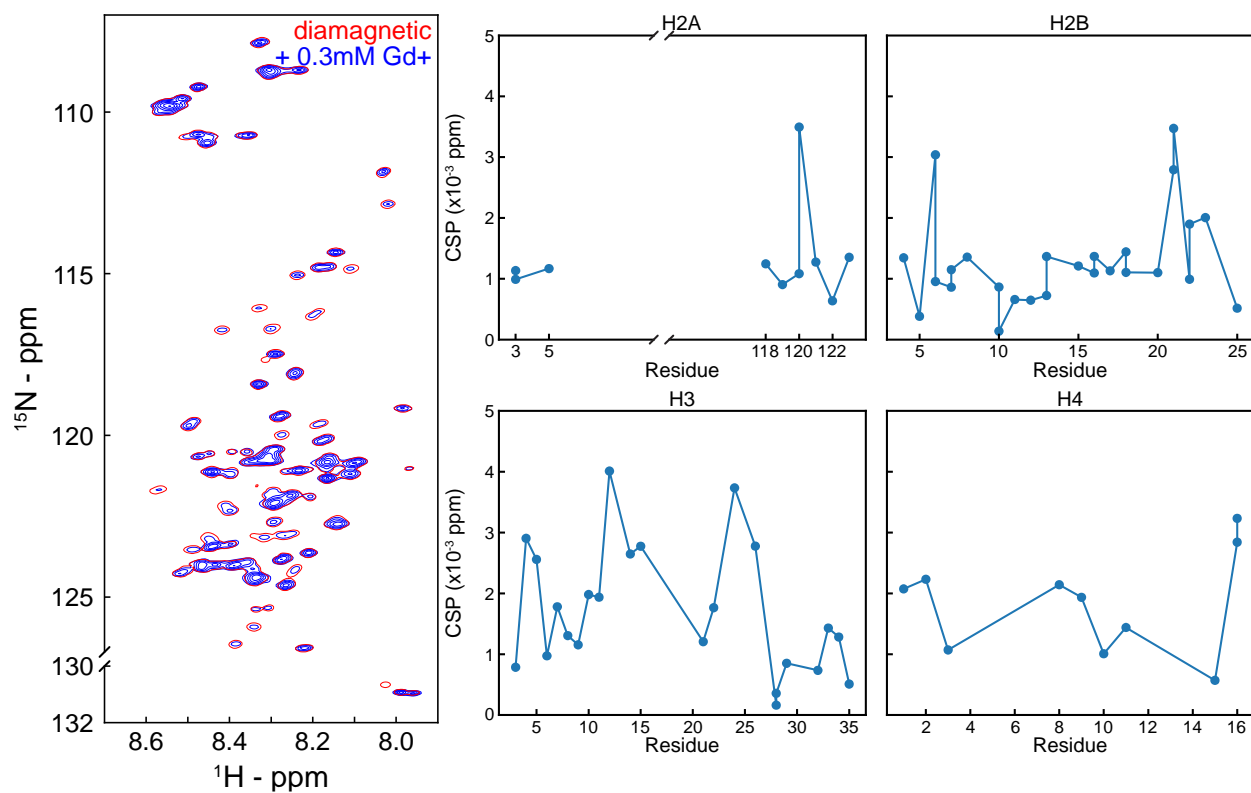 diamagnetic
+ 0.3mM Gd+
110
115
120
125
130
132
15N - ppm
8.6 8.4 8.2 8.0
1H - ppm
H2A
5
4
3
2
1
0
CSP (x10-3 ppm)
3 5 118 120 122
Residue
H2B
5 10 15 20 25
Residue
H3
5
4
3
2
1
0
CSP (x10-3 ppm)
5 10 15 20 25 30 35
Residue
H4
2 4 6 8 10 12 14 16
Residue